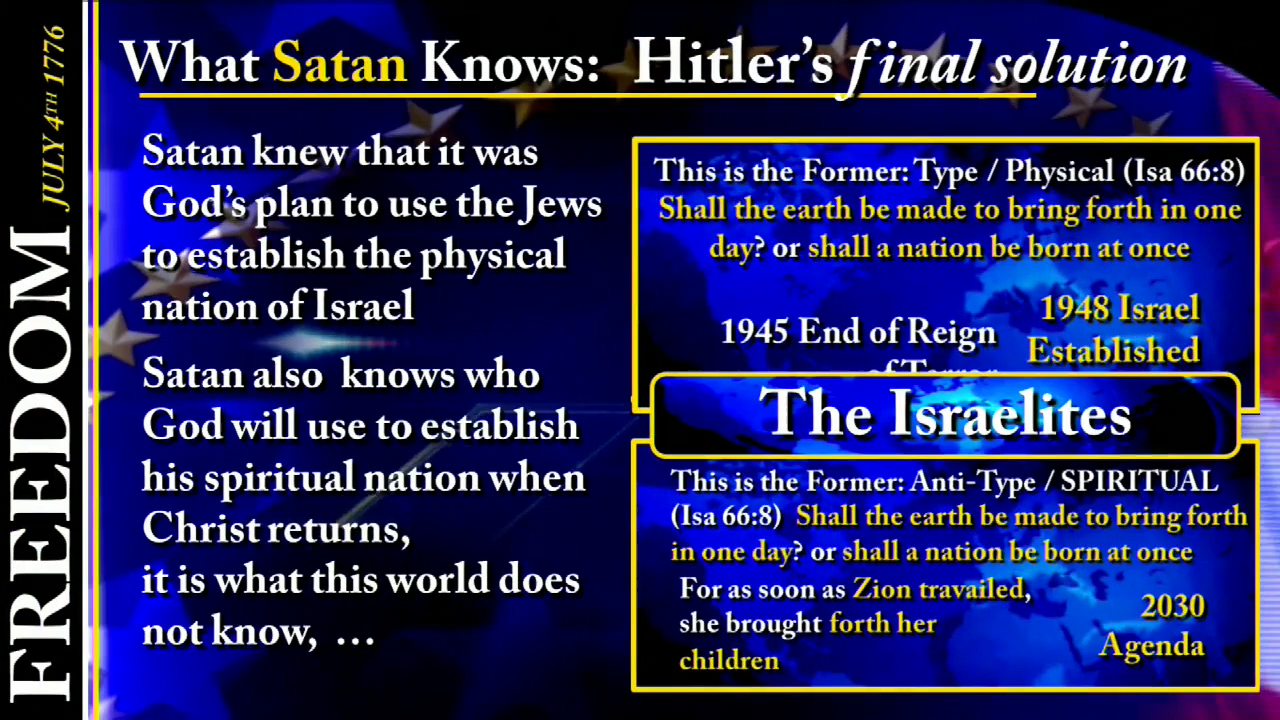 FREEDOM JULY 4TH 1776
What Satan Knows: Hitler's final solution
Satan knew that it was
God's plan to use the Jews
to establish the physical
nation of Israel
Satan also knows who
God will use to establish
his spiritual nation when
Christ returns,
it is what this world does
not know, ...
This is the Former: Type / Physical (Isa 66:8)
Shall the earth be made to bring forth in one
day? or shall a nation be born at once
1945 End of Reign
of Terror
1948 Israel
Established
The Israelites
This is the Former: Anti-Type / SPIRITUAL
(Isa 66:8) Shall the earth be made to bring forth
in one day? or shall a nation be born at once
For as soon as Zion travailed,
she brought forth her
children
2030
Agenda